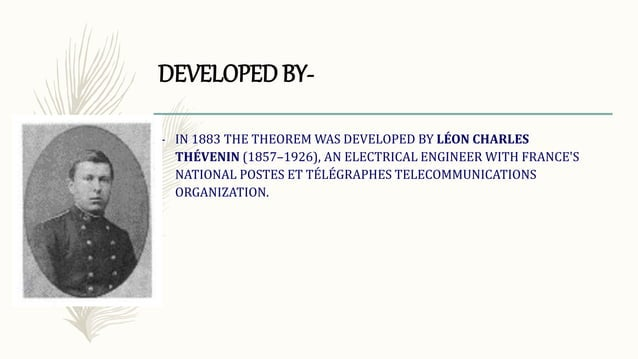 DEVELOPED BY-
- IN 1883 THE THEOREM WAS DEVELOPED BY LÉON CHARLES
THÉVENIN (1857–1926), AN ELECTRICAL ENGINEER WITH FRANCE'S
NATIONAL POSTES ET TÉLÉGRAPHES TELECOMMUNICATIONS
ORGANIZATION.